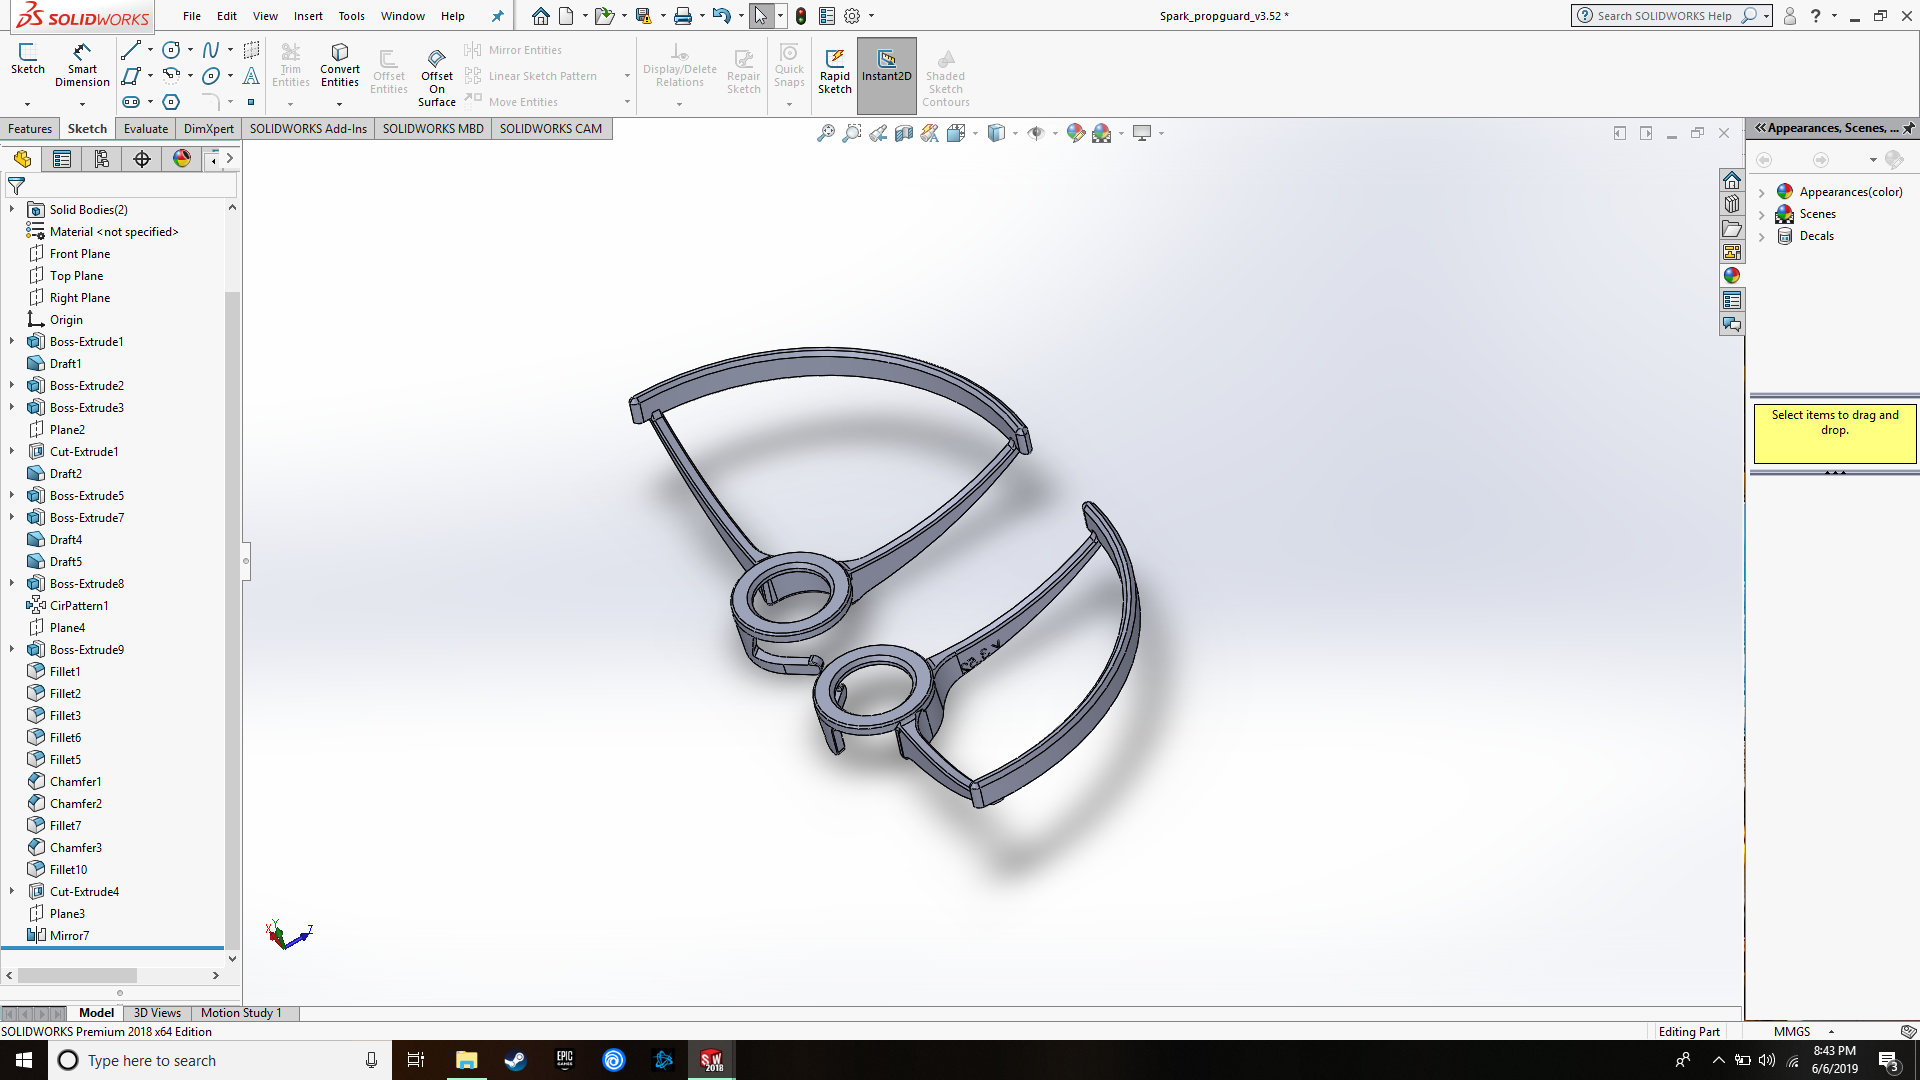 SOLIDWORKS
File Edit View Insert Tools Window Help
Spark_propguard_v3.52 *
Search SOLIDWORKS Help
Sketch
Smart Dimension
Trim Entities
Convert Entities
Offset Entities
Offset On Surface
Mirror Entities
Linear Sketch Pattern
Move Entities
Display/Delete Relations
Repair Sketch
Quick Snaps
Rapid Sketch
Instant2D
Shaded Sketch Contours
Features Sketch Evaluate DimXpert SOLIDWORKS Add-Ins SOLIDWORKS MBD SOLIDWORKS CAM
Appearances, Scenes, ...
Solid Bodies(2)
Material <not specified>
Front Plane
Top Plane
Right Plane
Origin
Boss-Extrude1
Draft1
Boss-Extrude2
Boss-Extrude3
Plane2
Cut-Extrude1
Draft2
Boss-Extrude5
Boss-Extrude7
Draft4
Draft5
Boss-Extrude8
CirPattern1
Plane4
Boss-Extrude9
Fillet1
Fillet2
Fillet3
Fillet6
Fillet5
Chamfer1
Chamfer2
Fillet7
Chamfer3
Fillet10
Cut-Extrude4
Plane3
Mirror7
Appearances(color)
Scenes
Decals
Select items to drag and
drop.
V 3.52
X Y Z
Model 3D Views Motion Study 1
SOLIDWORKS Premium 2018 x64 Edition
Editing Part
MMGS
Type here to search
EPIC GAMES
SW 2018
8:43 PM
6/6/2019
3